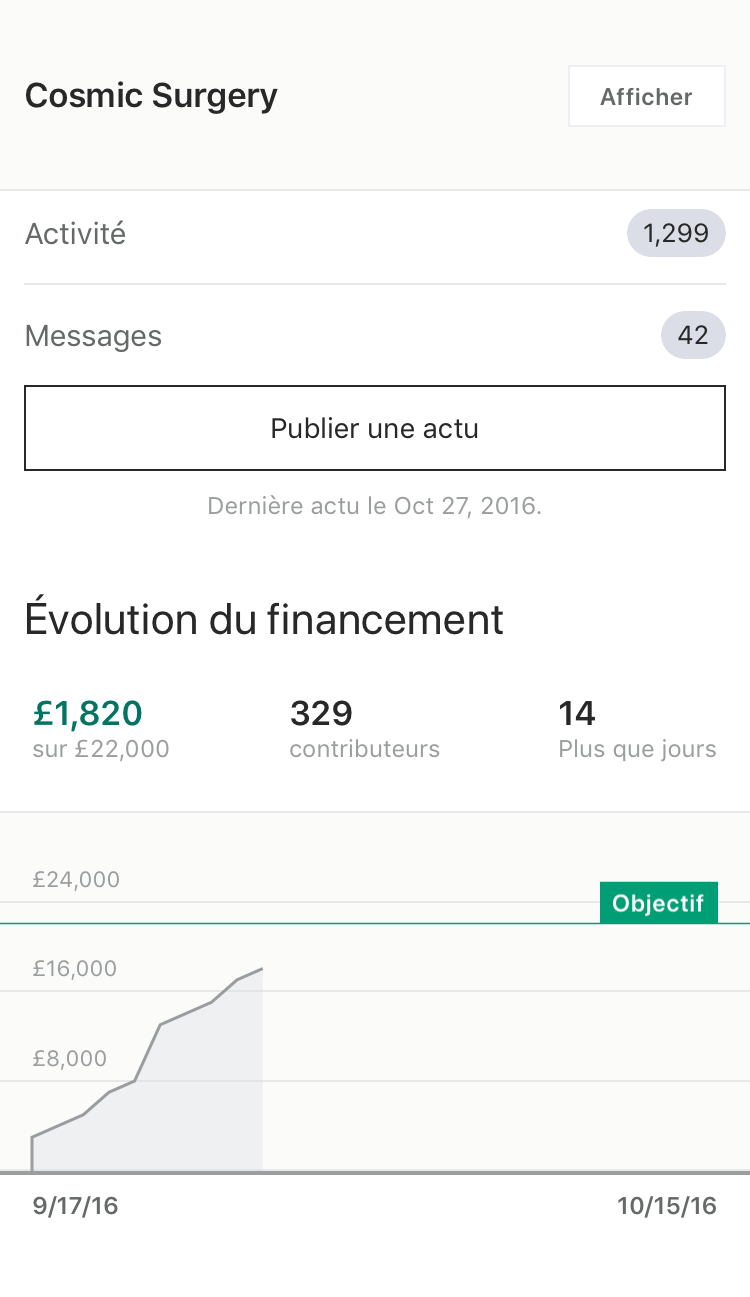 Cosmic Surgery
Afficher
Activité
1,299
Messages
42
Publier une actu
Dernière actu le Oct 27, 2016.
Évolution du financement
£1,820
sur £22,000
329
contributeurs
14
Plus que jours
£24,000
Objectif
£16,000
£8,000
9/17/16
10/15/16